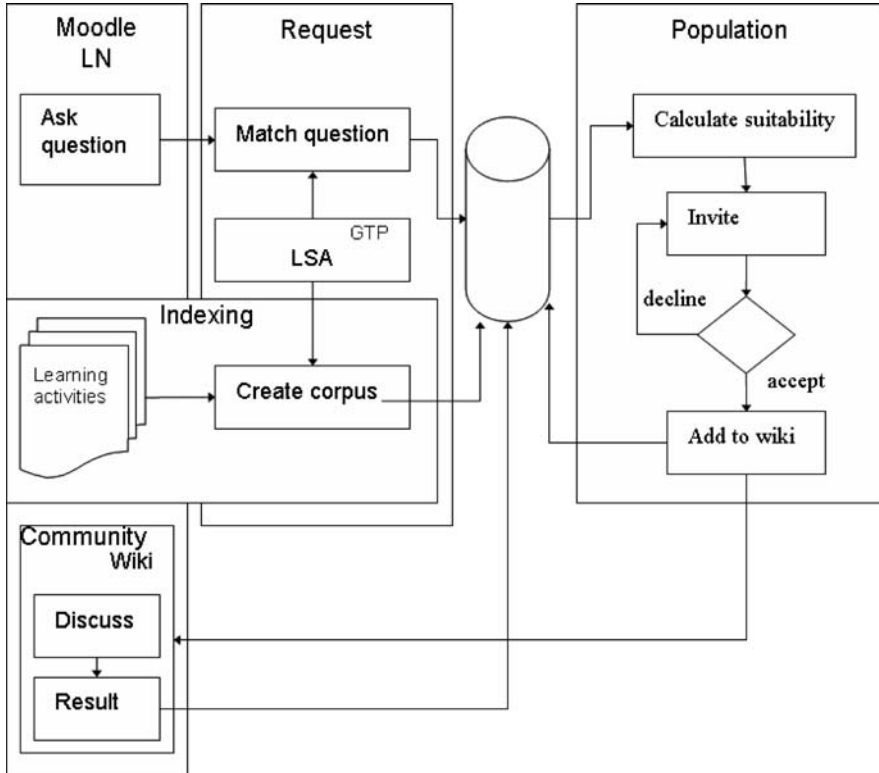 Moodle
LN
Request
Population
Ask
question
Match question
Calculate suitability
GTP
LSA
Invite
decline
accept
Indexing
Learning
activities
Create corpus
Add to wiki
Community
Wiki
Discuss
Result